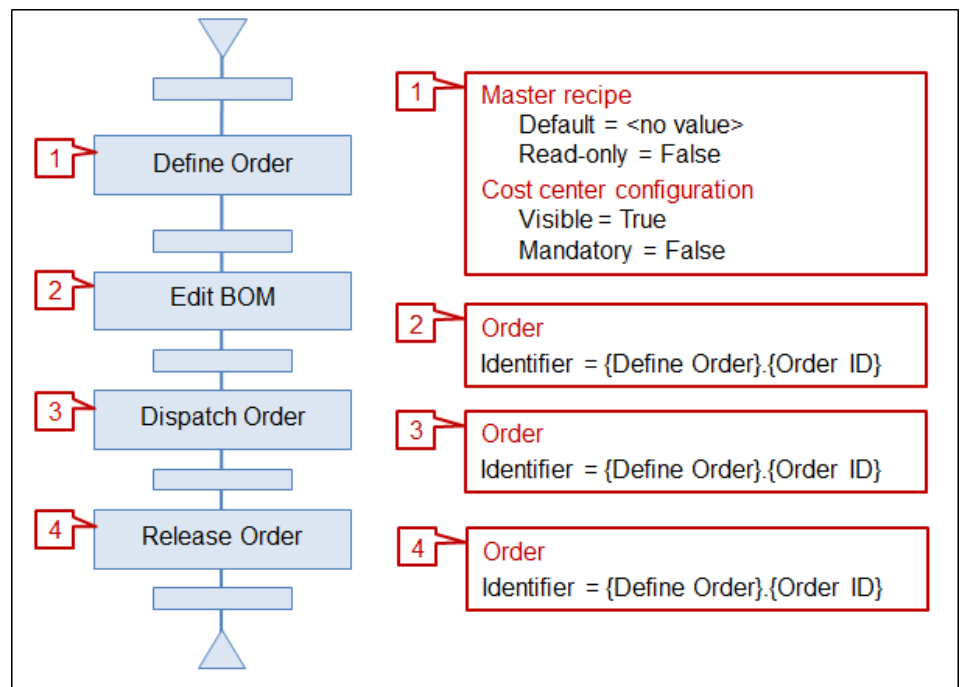 1
Define Order
2
Edit BOM
3
Dispatch Order
4
Release Order
1
Master recipe
Default = <no value>
Read-only = False
Cost center configuration
Visible = True
Mandatory = False
2
Order
Identifier = {Define Order}.{Order ID}
3
Order
Identifier = {Define Order}.{Order ID}
4
Order
Identifier = {Define Order}.{Order ID}